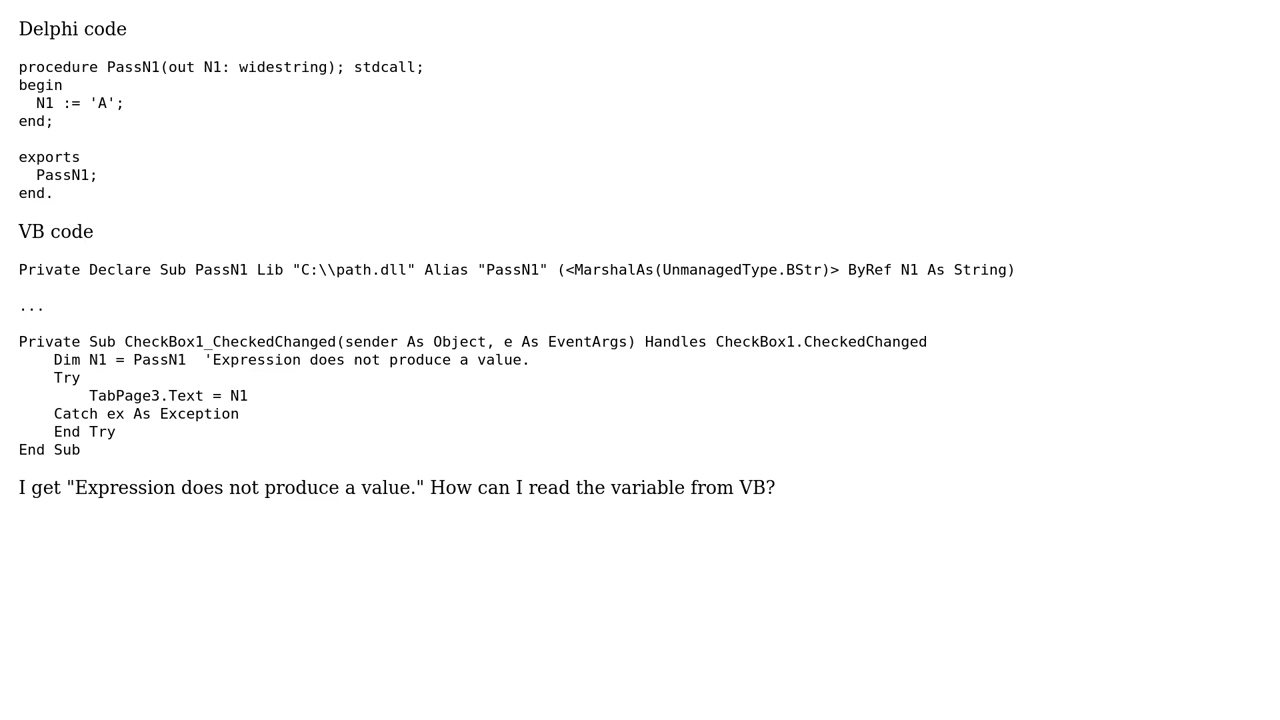 Delphi code
procedure PassN1(out N1: widestring); stdcall;
begin
  N1 := 'A';
end;
exports
  PassN1;
end.
VB code
Private Declare Sub PassN1 Lib "C:\\path.dll" Alias "PassN1" (<MarshalAs(UnmanagedType.BStr)> ByRef N1 As String)
...
Private Sub CheckBox1_CheckedChanged(sender As Object, e As EventArgs) Handles CheckBox1.CheckedChanged
    Dim N1 = PassN1  'Expression does not produce a value.
    Try
        TabPage3.Text = N1
    Catch ex As Exception
    End Try
End Sub
I get "Expression does not produce a value." How can I read the variable from VB?